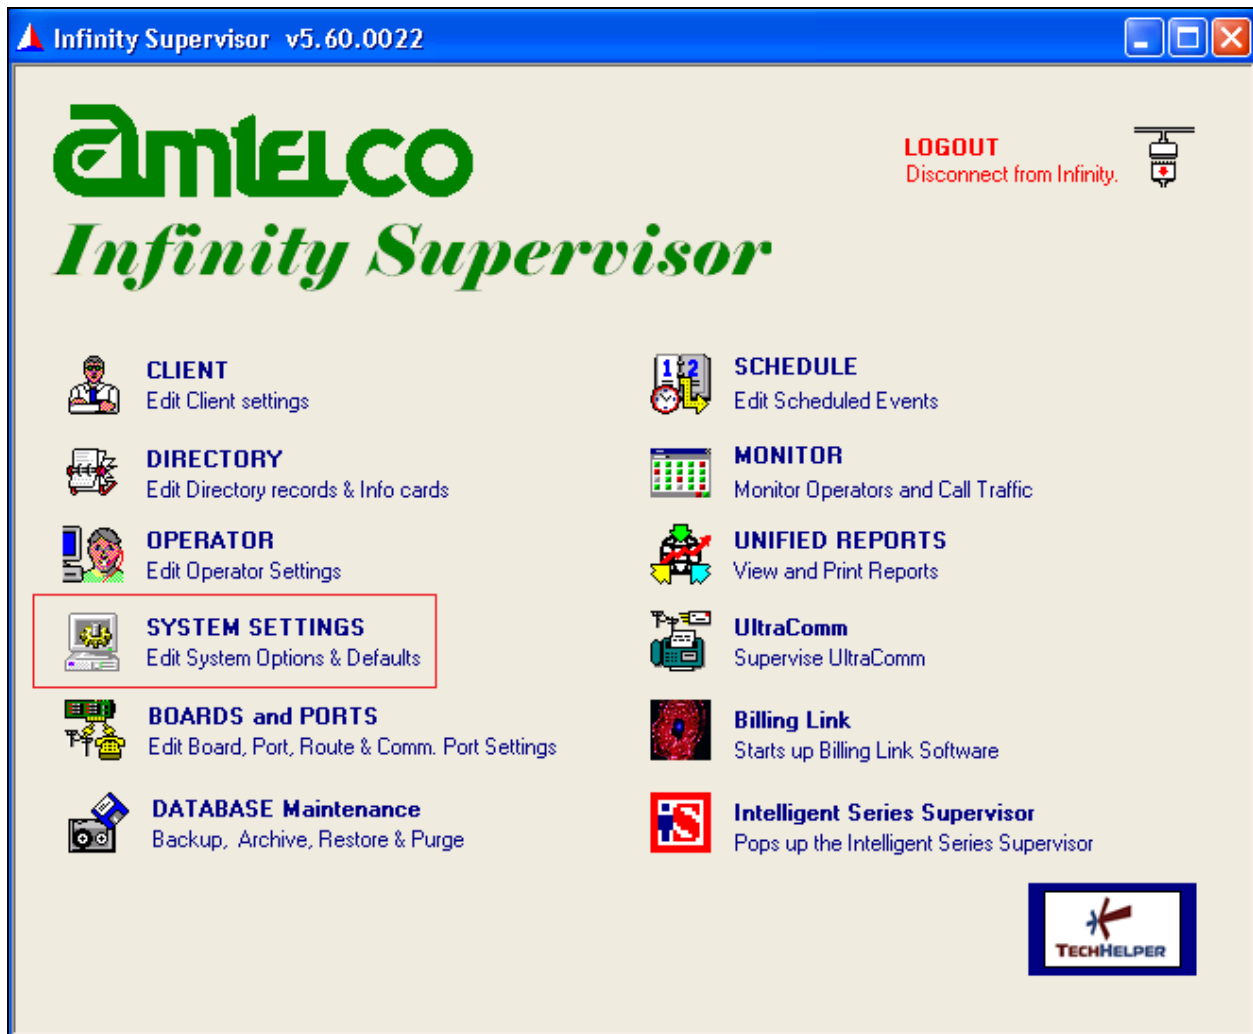 Infinity Supervisor v5.60.0022
amtelco
LOGOUT
Disconnect from Infinity.
Infinity Supervisor
CLIENT
Edit Client settings
DIRECTORY
Edit Directory records & Info cards
OPERATOR
Edit Operator Settings
SYSTEM SETTINGS
Edit System Options & Defaults
BOARDS and PORTS
Edit Board, Port, Route & Comm. Port Settings
DATABASE Maintenance
Backup, Archive, Restore & Purge
1 2
SCHEDULE
Edit Scheduled Events
MONITOR
Monitor Operators and Call Traffic
UNIFIED REPORTS
View and Print Reports
UltraComm
Supervise UltraComm
Billing Link
Starts up Billing Link Software
iS
Intelligent Series Supervisor
Pops up the Intelligent Series Supervisor
TECHHELPER